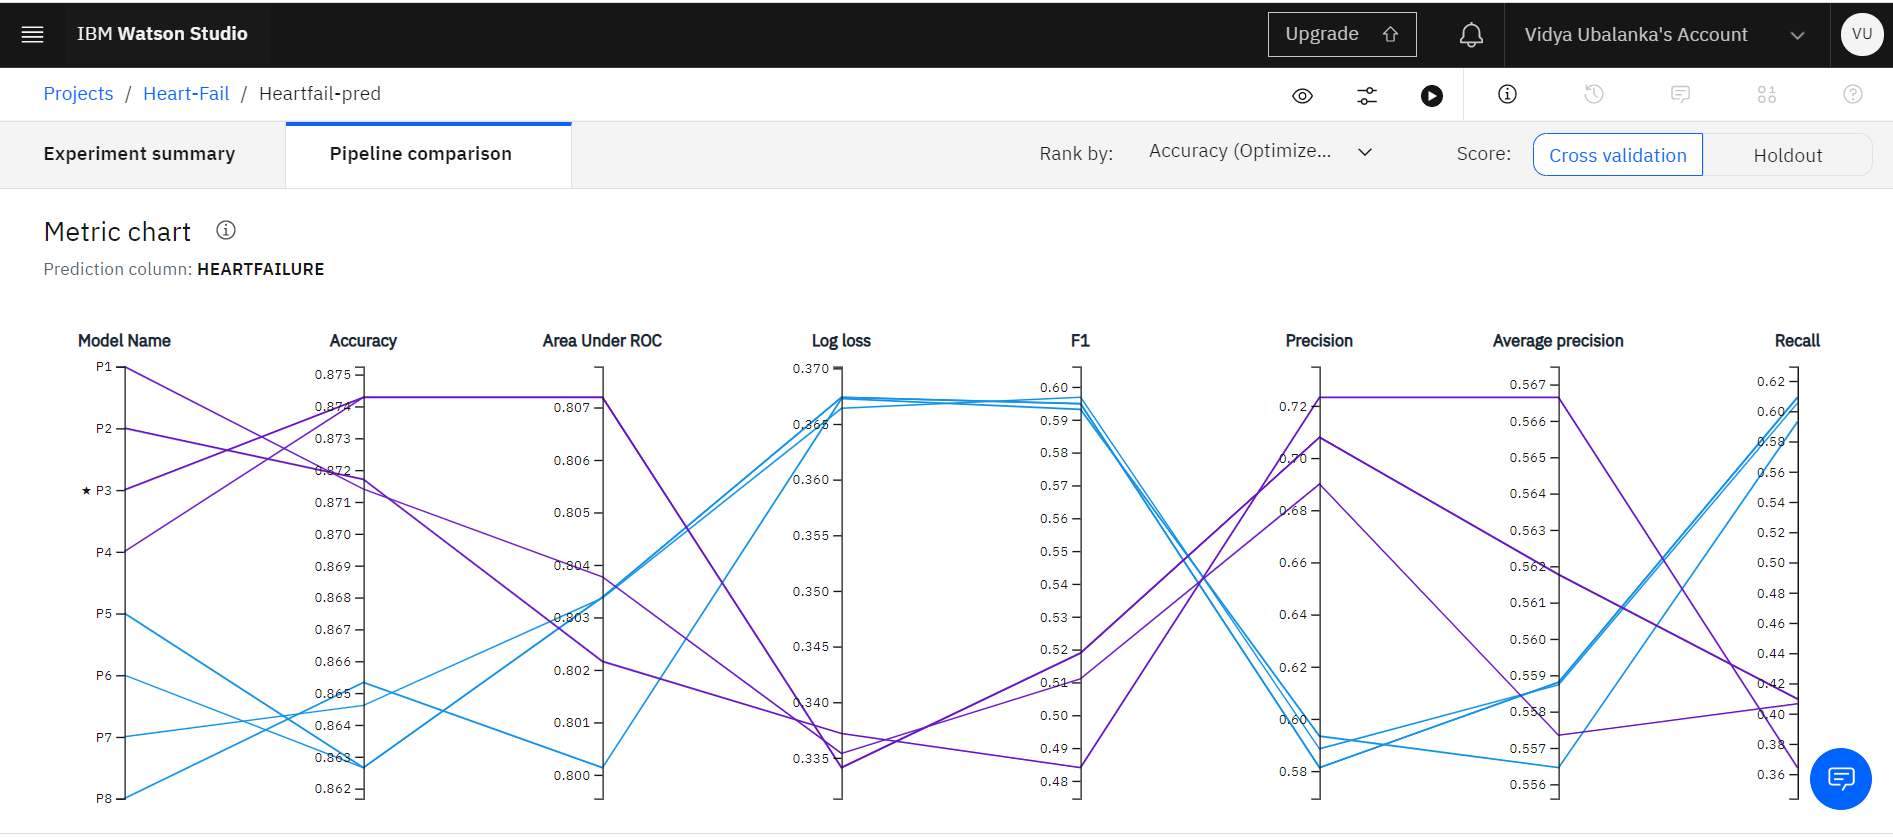 IBM Watson Studio
Upgrade
Vidya Ubalanka's Account
VU
Projects / Heart-Fail / Heartfail-pred
Experiment summary
Pipeline comparison
Rank by: Accuracy (Optimize...
Score: Cross validation Holdout
Metric chart
Prediction column: HEARTFAILURE
Model Name
P1
P2
★ P3
P4
P5
P6
P7
P8
Accuracy
0.875
0.874
0.873
0.872
0.871
0.870
0.869
0.868
0.867
0.866
0.865
0.864
0.863
0.862
Area Under ROC
0.807
0.806
0.805
0.804
0.803
0.802
0.801
0.800
Log loss
0.370
0.365
0.360
0.355
0.350
0.345
0.340
0.335
F1
0.60
0.59
0.58
0.57
0.56
0.55
0.54
0.53
0.52
0.51
0.50
0.49
0.48
Precision
0.72
0.70
0.68
0.66
0.64
0.62
0.60
0.58
Average precision
0.567
0.566
0.565
0.564
0.563
0.562
0.561
0.560
0.559
0.558
0.557
0.556
Recall
0.62
0.60
0.58
0.56
0.54
0.52
0.50
0.48
0.46
0.44
0.42
0.40
0.38
0.36